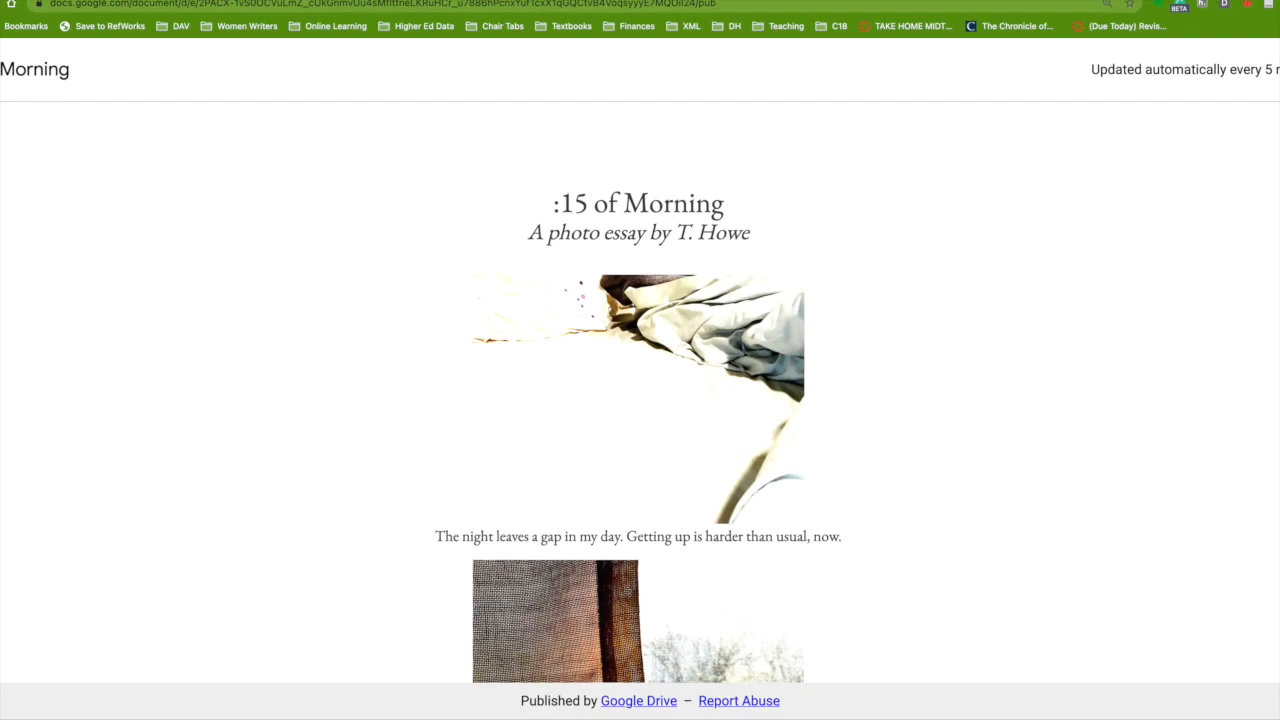 Bookmarks Save to RefWorks DAV Women Writers Online Learning Higher Ed Data Chair Tabs Textbooks Finances XML DH Teaching C18 TAKE HOME MIDT... The Chronicle of... (Due Today) Revis...
BETA
Morning
Updated automatically every 5
:15 of Morning
A photo essay by T. Howe
The night leaves a gap in my day. Getting up is harder than usual, now.
Published by Google Drive – Report Abuse